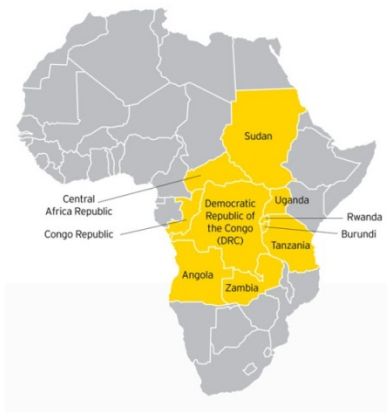 Sudan
Central
Africa Republic
Democratic
Republic of
the Congo
(DRC)
Uganda
Rwanda
Congo Republic
Burundi
Tanzania
Angola
Zambia